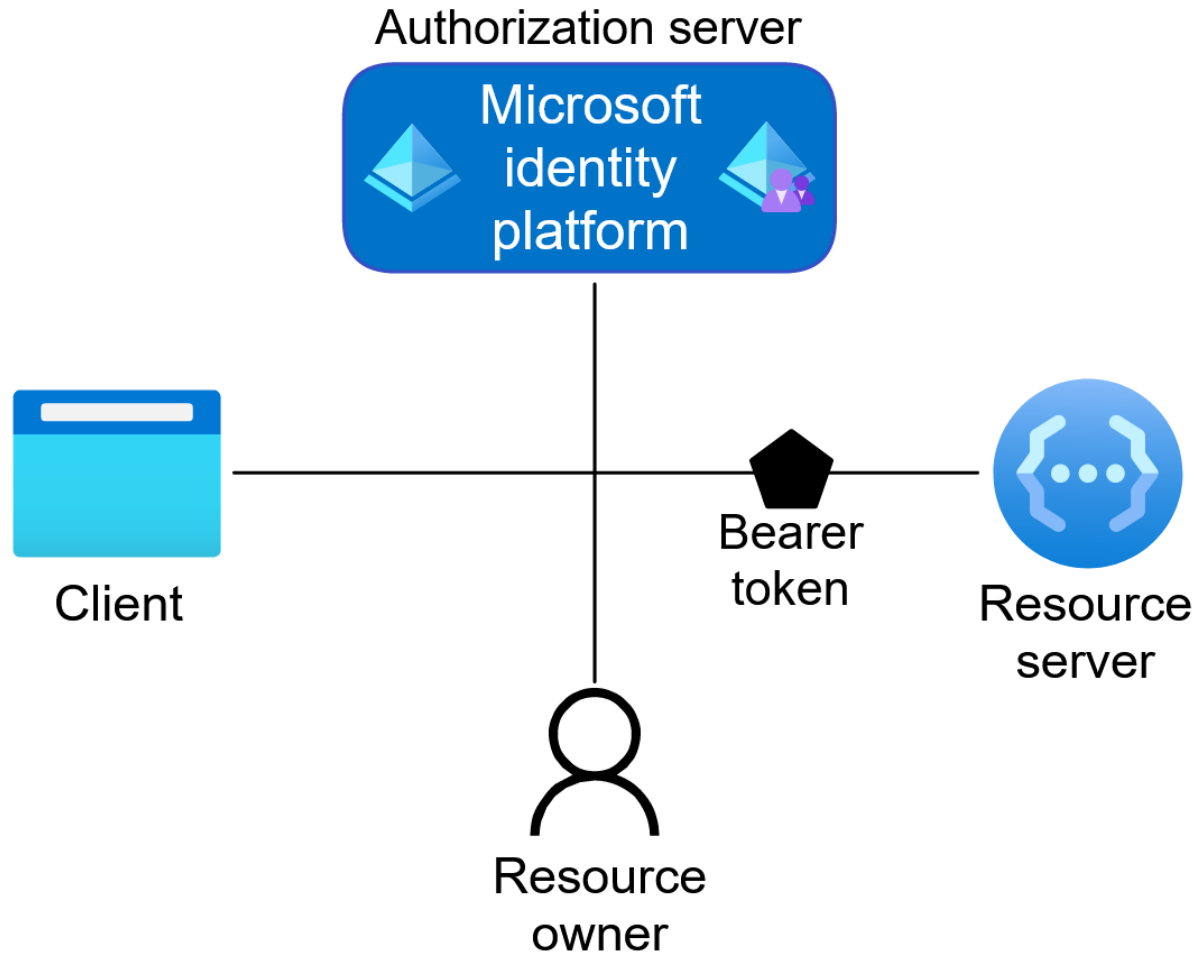 Authorization server
Microsoft
identity
platform
Client
Bearer
token
Resource
server
Resource
owner